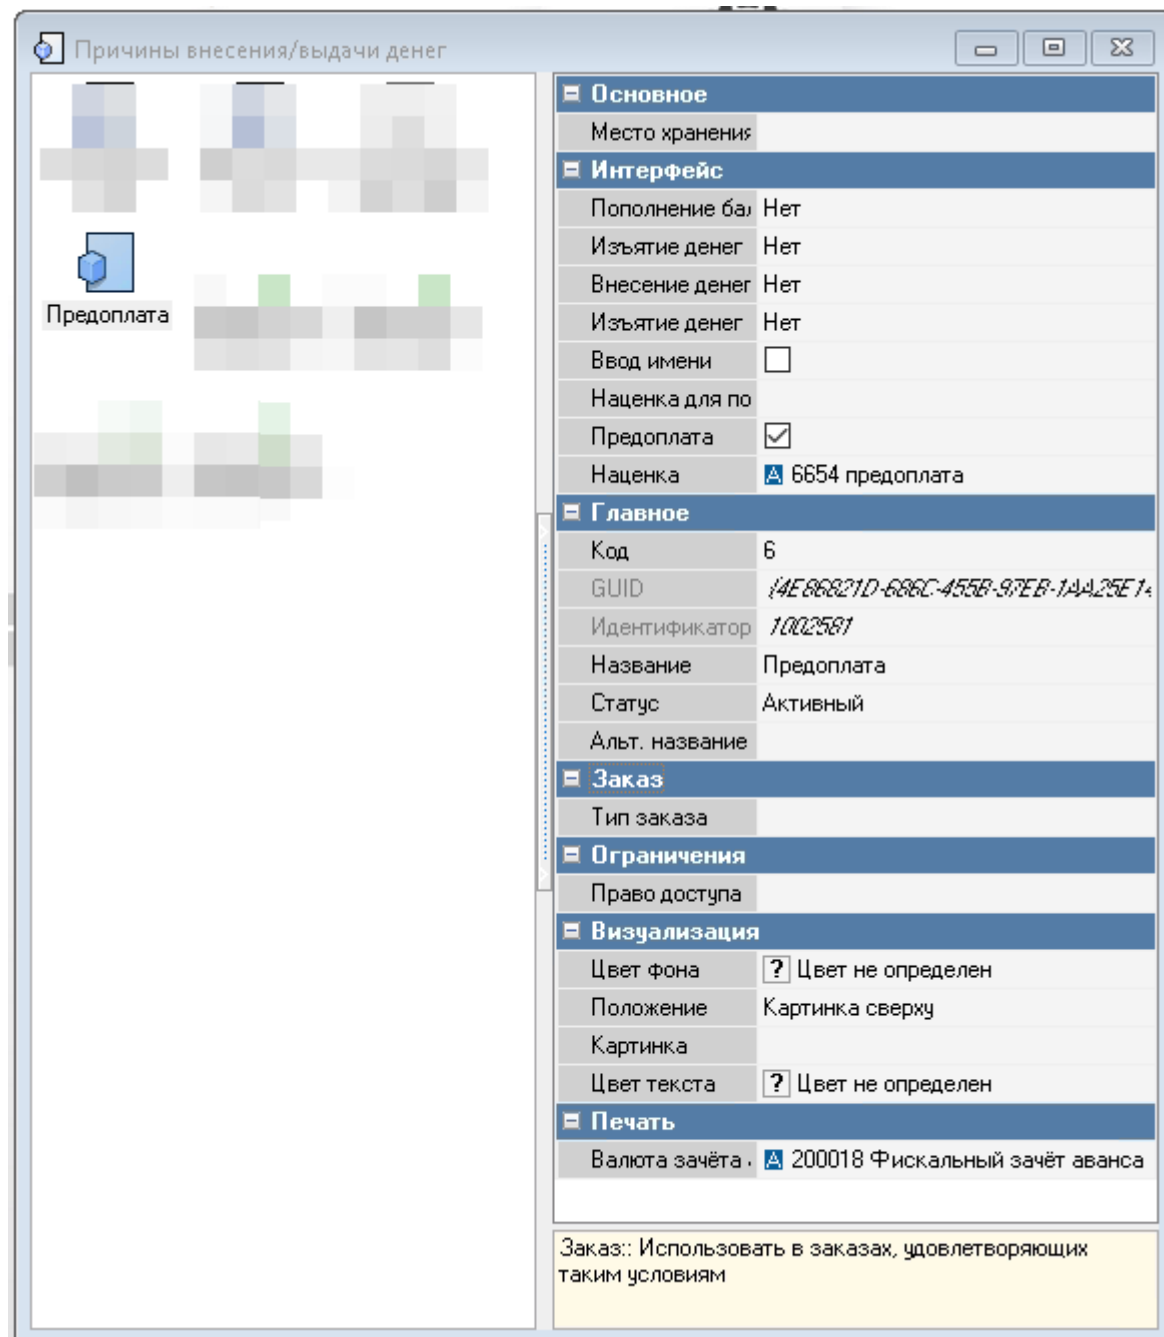 Причины внесения/выдачи денег
Предоплата
Основное
Место хранения
Интерфейс
Пополнение бал Нет
Изъятие денег Нет
Внесение денег Нет
Изъятие денег Нет
Ввод имени
Наценка для по
Предоплата
Наценка A 6654 предоплата
Главное
Код 6
GUID {4E86821D-686C-455B-97EB-1AA25E14
Идентификатор 1002581
Название Предоплата
Статус Активный
Альт. название
Заказ
Тип заказа
Ограничения
Право доступа
Визуализация
Цвет фона ? Цвет не определен
Положение Картинка сверху
Картинка
Цвет текста ? Цвет не определен
Печать
Валюта зачёта A 200018 Фискальный зачёт аванса
Заказ:: Использовать в заказах, удовлетворяющих
таким условиям